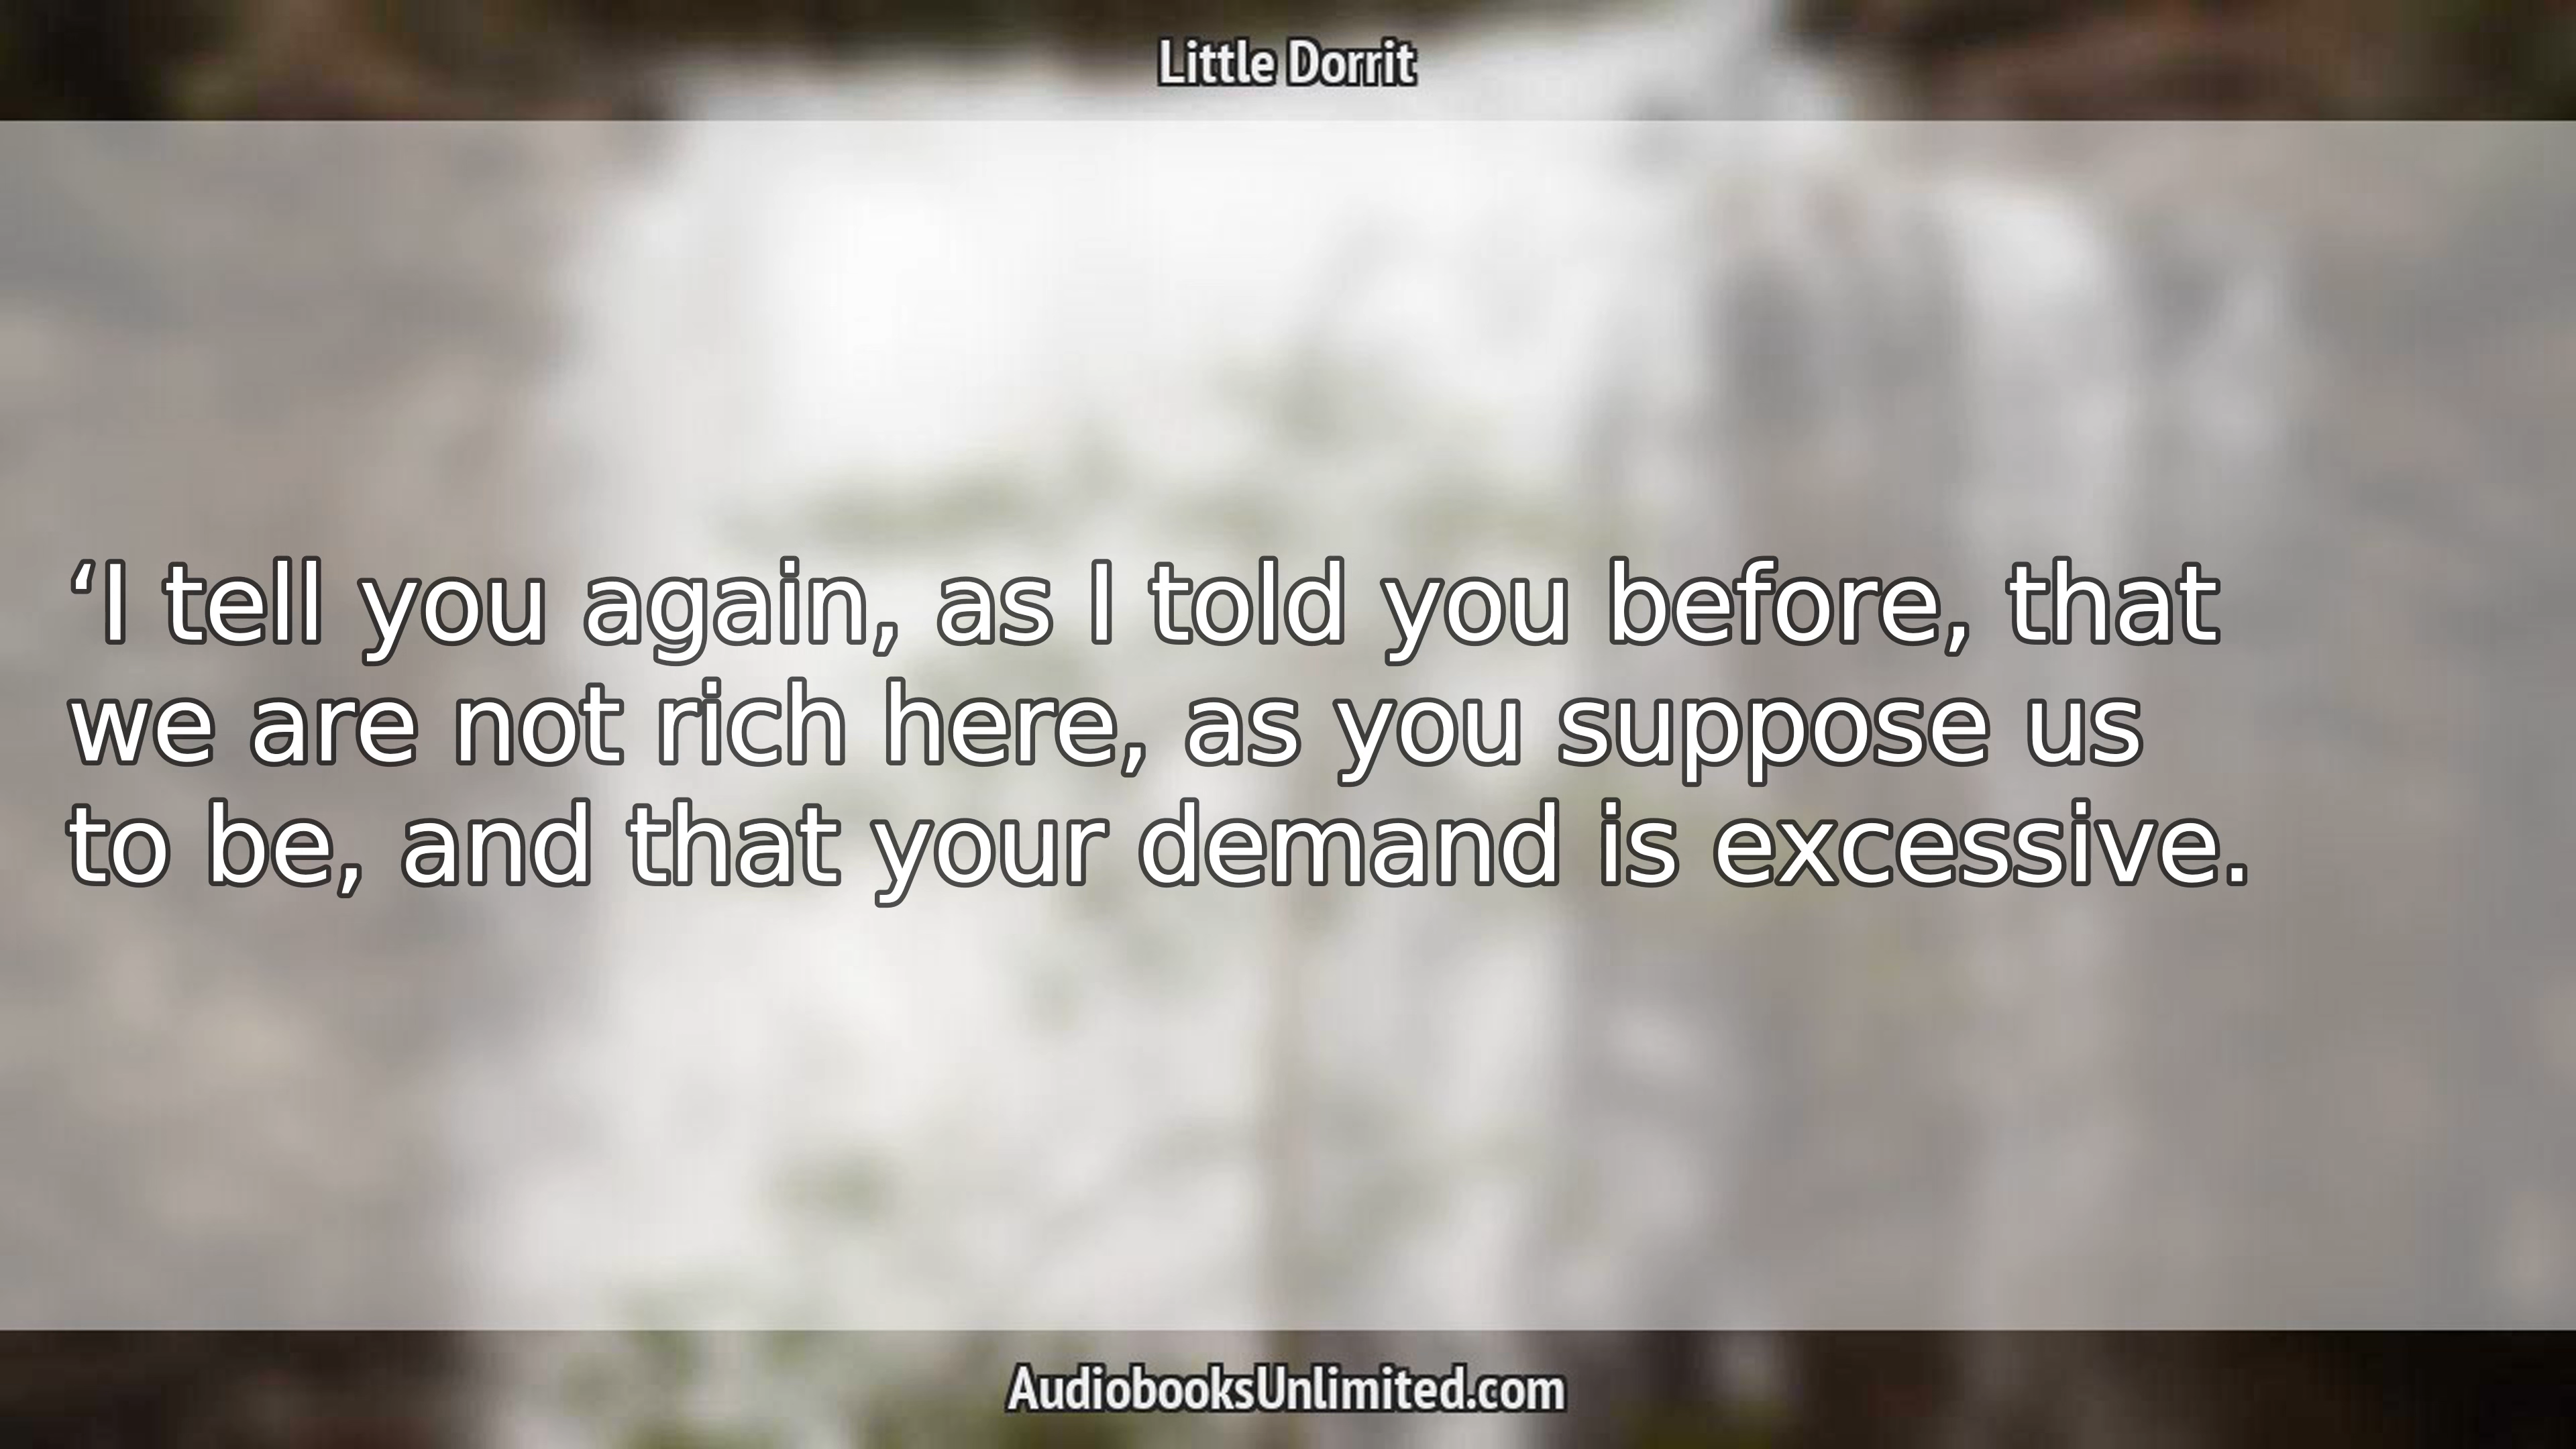 Little Dorrit
‘I tell you again, as I told you before, that
we are not rich here, as you suppose us
to be, and that your demand is excessive.
AudiobooksUnlimited.com